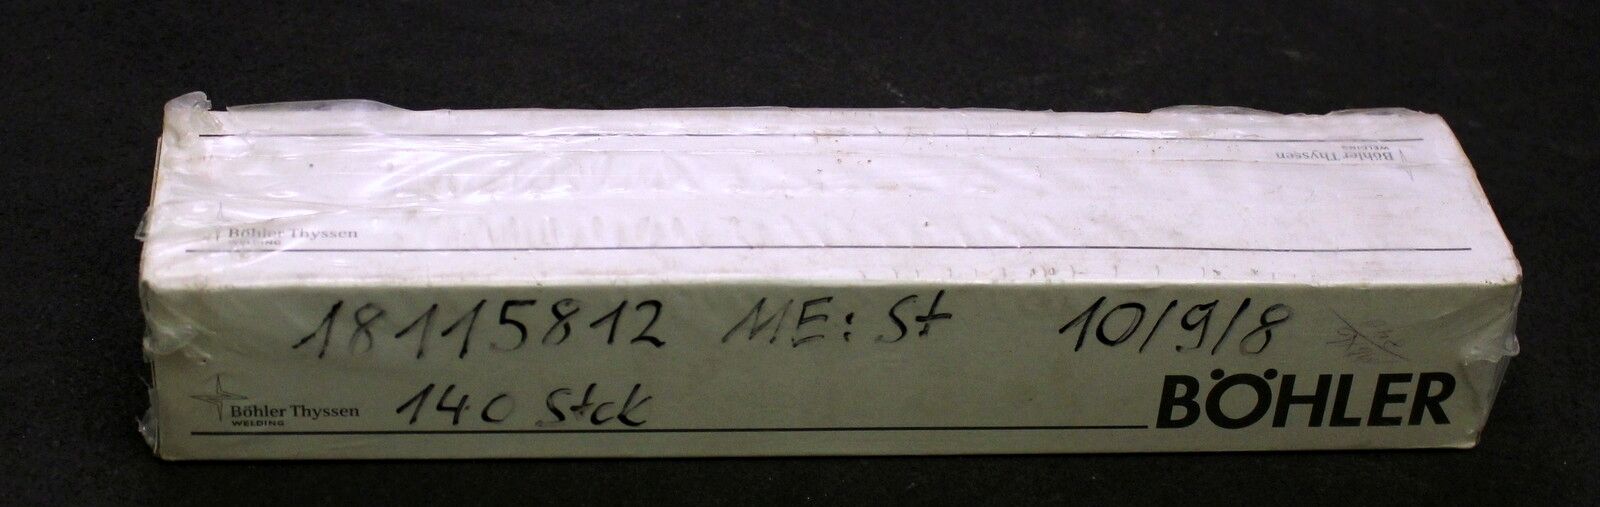 Böhler Thyssen
WELDING
Böhler Thyssen
WELDING
18115812 ME: St 10/9/8
140 Stck
Böhler Thyssen
WELDING
BÖHLER